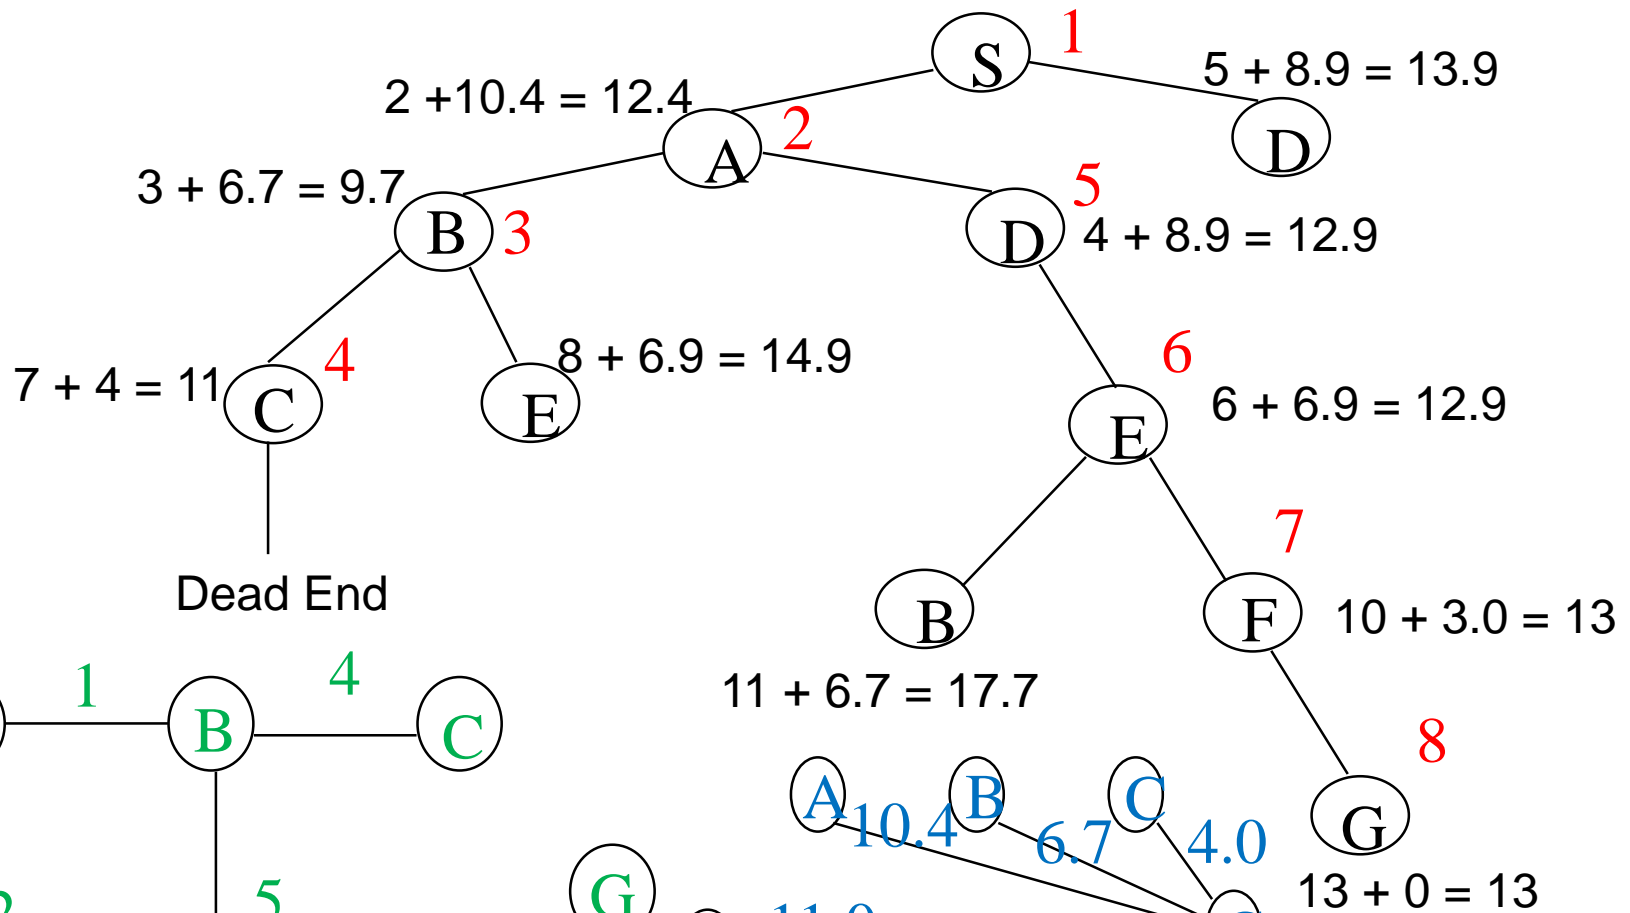 S 1
5 + 8.9 = 13.9
2 +10.4 = 12.4
A 2
D
3 + 6.7 = 9.7
B 3
5
D 4 + 8.9 = 12.9
7 + 4 = 11
C 4
8 + 6.9 = 14.9
E
6
E 6 + 6.9 = 12.9
7
Dead End
B
F 10 + 3.0 = 13
11 + 6.7 = 17.7
8
G
13 + 0 = 13
1
B
4
C
5
G
A
10.4
B
6.7
C
4.0